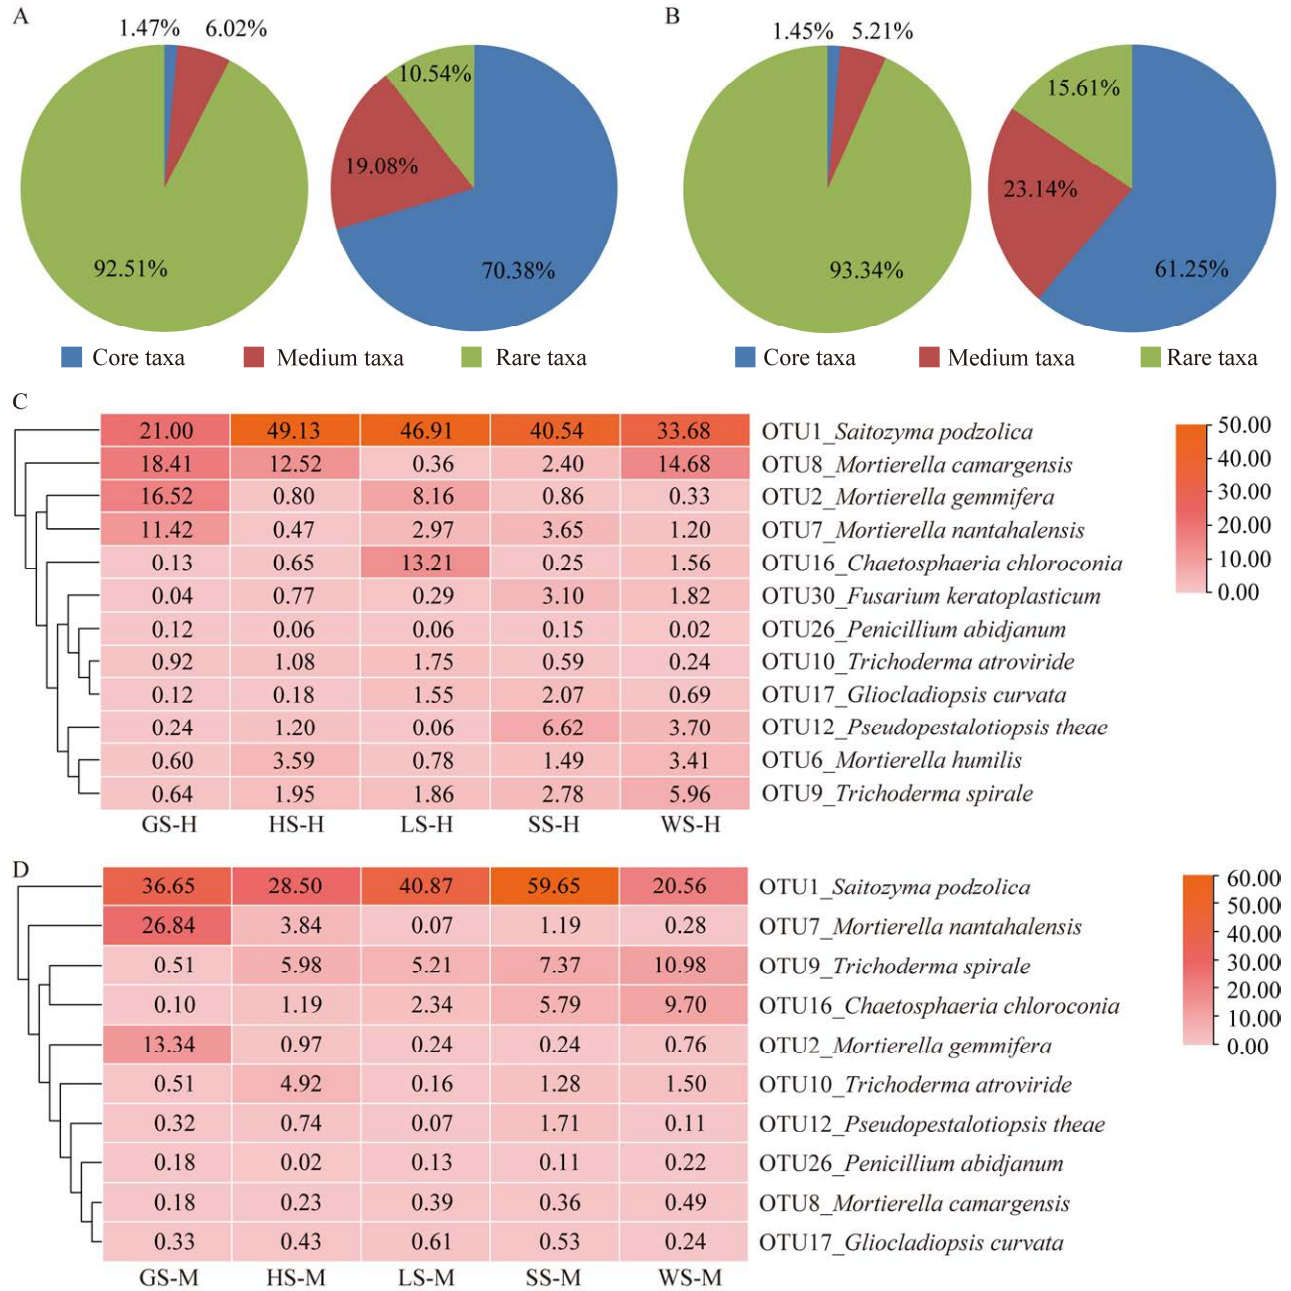 A
1.47% 6.02%
10.54%
19.08%
92.51%
70.38%
Core taxa Medium taxa Rare taxa
B
1.45% 5.21%
15.61%
23.14%
93.34%
61.25%
Core taxa Medium taxa Rare taxa
C
21.00 49.13 46.91 40.54 33.68 OTU1_Saitozyma podzolica
18.41 12.52 0.36 2.40 14.68 OTU8_Mortierella camargensis
16.52 0.80 8.16 0.86 0.33 OTU2_Mortierella gemmifera
11.42 0.47 2.97 3.65 1.20 OTU7_Mortierella nantahalensis
0.13 0.65 13.21 0.25 1.56 OTU16_Chaetosphaeria chloroconia
0.04 0.77 0.29 3.10 1.82 OTU30_Fusarium keratoplasticum
0.12 0.06 0.06 0.15 0.02 OTU26_Penicillium abidjanum
0.92 1.08 1.75 0.59 0.24 OTU10_Trichoderma atroviride
0.12 0.18 1.55 2.07 0.69 OTU17_Gliocladiopsis curvata
0.24 1.20 0.06 6.62 3.70 OTU12_Pseudopestalotiopsis theae
0.60 3.59 0.78 1.49 3.41 OTU6_Mortierella humilis
0.64 1.95 1.86 2.78 5.96 OTU9_Trichoderma spirale
GS-H HS-H LS-H SS-H WS-H
50.00
40.00
30.00
20.00
10.00
0.00
D
36.65 28.50 40.87 59.65 20.56 OTU1_Saitozyma podzolica
26.84 3.84 0.07 1.19 0.28 OTU7_Mortierella nantahalensis
0.51 5.98 5.21 7.37 10.98 OTU9_Trichoderma spirale
0.10 1.19 2.34 5.79 9.70 OTU16_Chaetosphaeria chloroconia
13.34 0.97 0.24 0.24 0.76 OTU2_Mortierella gemmifera
0.51 4.92 0.16 1.28 1.50 OTU10_Trichoderma atroviride
0.32 0.74 0.07 1.71 0.11 OTU12_Pseudopestalotiopsis theae
0.18 0.02 0.13 0.11 0.22 OTU26_Penicillium abidjanum
0.18 0.23 0.39 0.36 0.49 OTU8_Mortierella camargensis
0.33 0.43 0.61 0.53 0.24 OTU17_Gliocladiopsis curvata
GS-M HS-M LS-M SS-M WS-M
60.00
50.00
40.00
30.00
20.00
10.00
0.00